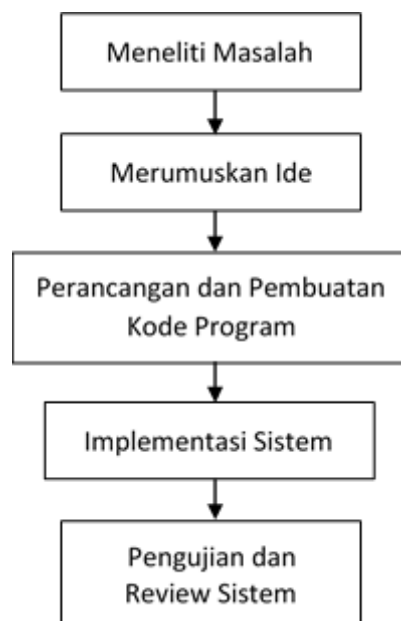 Meneliti Masalah
Merumuskan Ide
Perancangan dan Pembuatan
Kode Program
Implementasi Sistem
Pengujian dan
Review Sistem